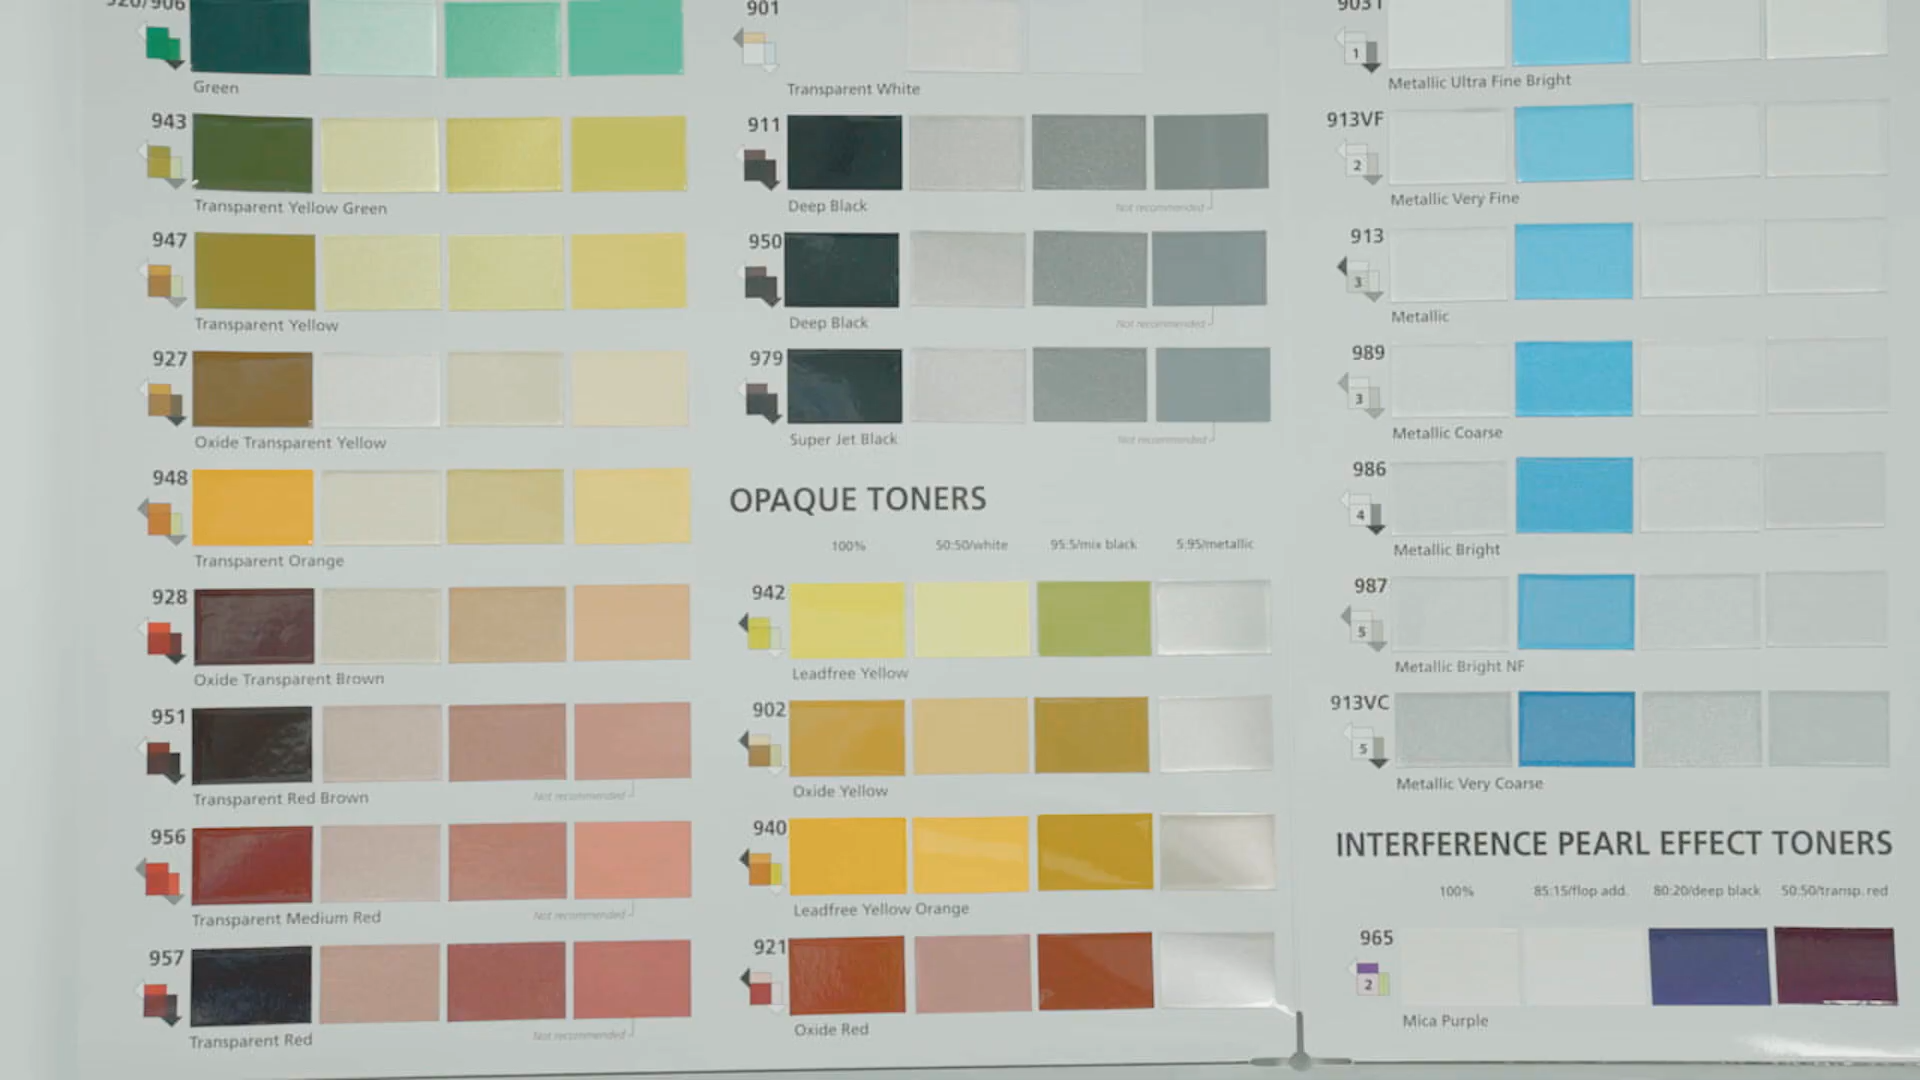 920/906
Green
943
Transparent Yellow Green
947
Transparent Yellow
927
Oxide Transparent Yellow
948
Transparent Orange
928
Oxide Transparent Brown
951
Transparent Red Brown
Not recommended
956
Transparent Medium Red
Not recommended
957
Transparent Red
Not recommended
901
Transparent White
911
Deep Black
Not recommended
950
Deep Black
Not recommended
979
Super Jet Black
Not recommended
OPAQUE TONERS
100% 50:50/white 95:5/mix black 5:95/metallic
942
Leadfree Yellow
902
Oxide Yellow
940
Leadfree Yellow Orange
921
Oxide Red
1
Metallic Ultra Fine Bright
913VF
2
Metallic Very Fine
913
3
Metallic
989
3
Metallic Coarse
986
4
Metallic Bright
987
5
Metallic Bright NF
913VC
5
Metallic Very Coarse
INTERFERENCE PEARL EFFECT TONERS
100% 85:15/flop add. 80:20/deep black 50:50/transp. red
965
2
Mica Purple